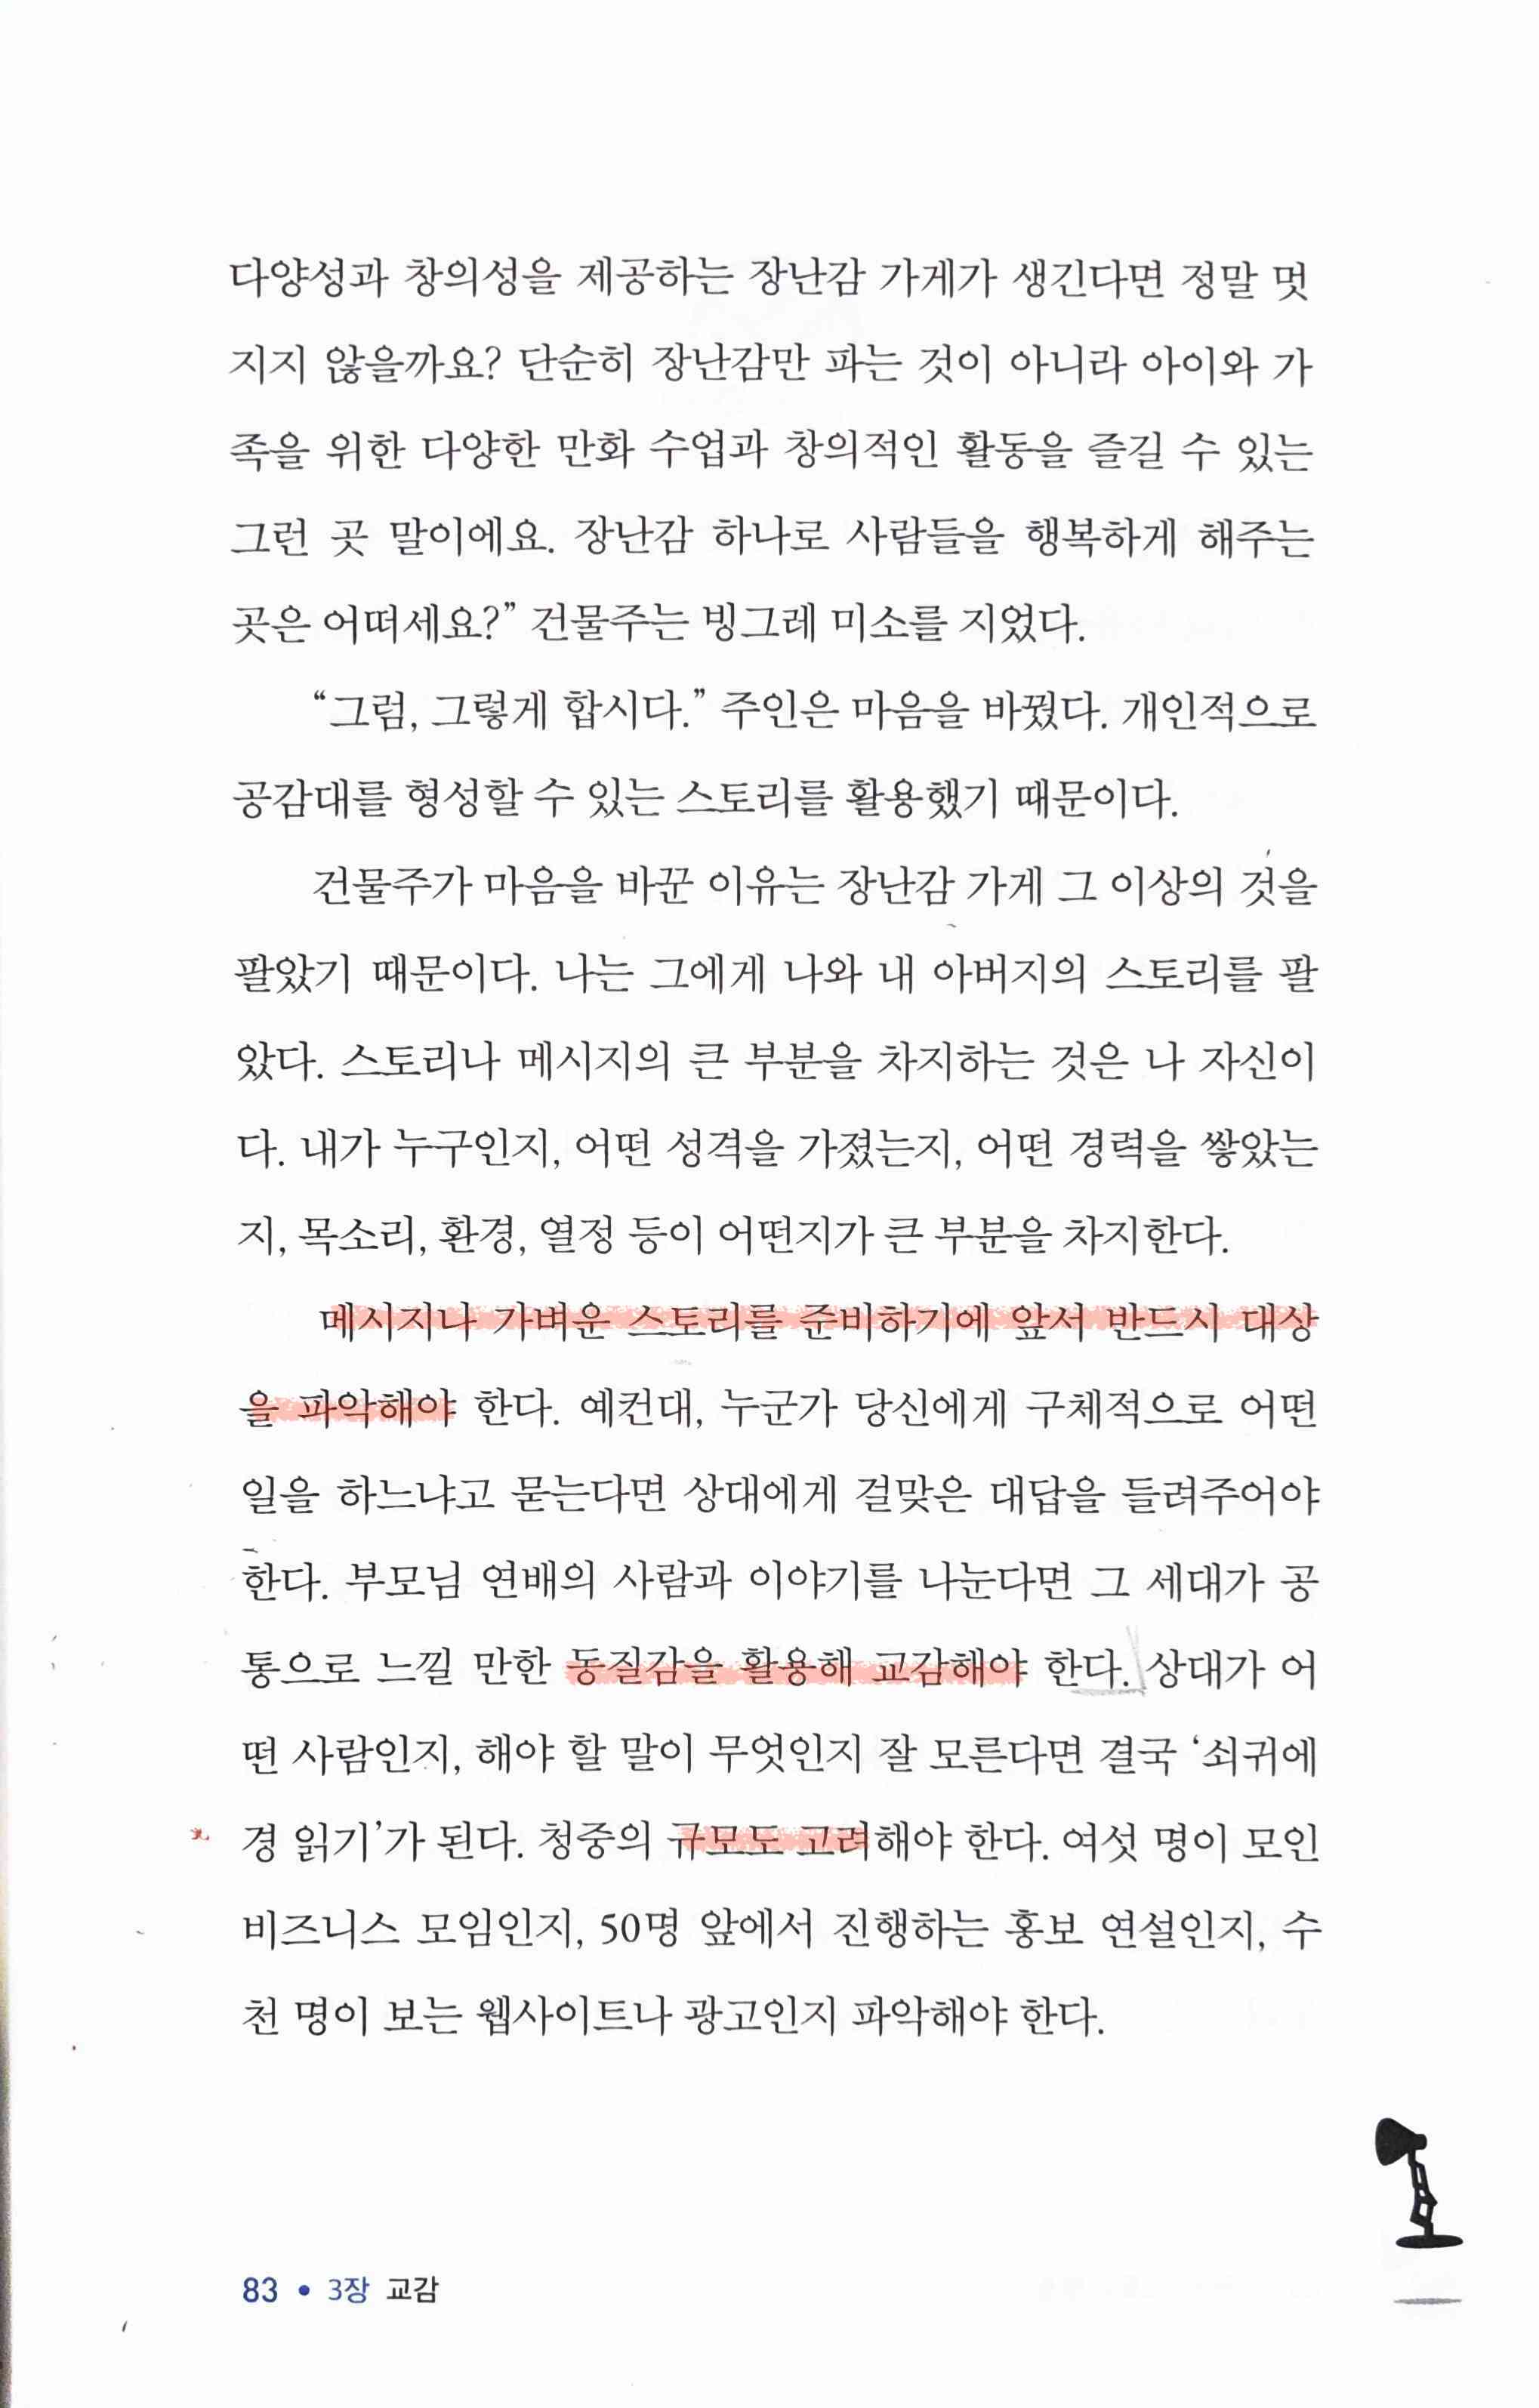 다양성과 창의성을 제공하는 장난감 가게가 생긴다면 정말 멋
지지 않을까요? 단순히 장난감만 파는 것이 아니라 아이와 가
족을 위한 다양한 만화 수업과 창의적인 활동을 즐길 수 있는
그런 곳 말이에요. 장난감 하나로 사람들을 행복하게 해주는
곳은 어떠세요?” 건물주는 빙그레 미소를 지었다.
“그럼, 그렇게 합시다.” 주인은 마음을 바꿨다. 개인적으로
공감대를 형성할 수 있는 스토리를 활용했기 때문이다.
건물주가 마음을 바꾼 이유는 장난감 가게 그 이상의 것을
팔았기 때문이다. 나는 그에게 나와 내 아버지의 스토리를 팔
았다. 스토리나 메시지의 큰 부분을 차지하는 것은 나 자신이
다. 내가 누구인지, 어떤 성격을 가졌는지, 어떤 경력을 쌓았는
지, 목소리, 환경, 열정 등이 어떤지가 큰 부분을 차지한다.
메시지나 가벼운 스토리를 준비하기에 앞서 반드시 대상
을 파악해야 한다. 예컨대, 누군가 당신에게 구체적으로 어떤
일을 하느냐고 묻는다면 상대에게 걸맞은 대답을 들려주어야
한다. 부모님 연배의 사람과 이야기를 나눈다면 그 세대가 공
통으로 느낄 만한 동질감을 활용해 교감해야 한다. 상대가 어
떤 사람인지, 해야 할 말이 무엇인지 잘 모른다면 결국 ‘쇠귀에
경 읽기’가 된다. 청중의 규모도 고려해야 한다. 여섯 명이 모인
비즈니스 모임인지, 50명 앞에서 진행하는 홍보 연설인지, 수
천 명이 보는 웹사이트나 광고인지 파악해야 한다.
83 • 3장 교감